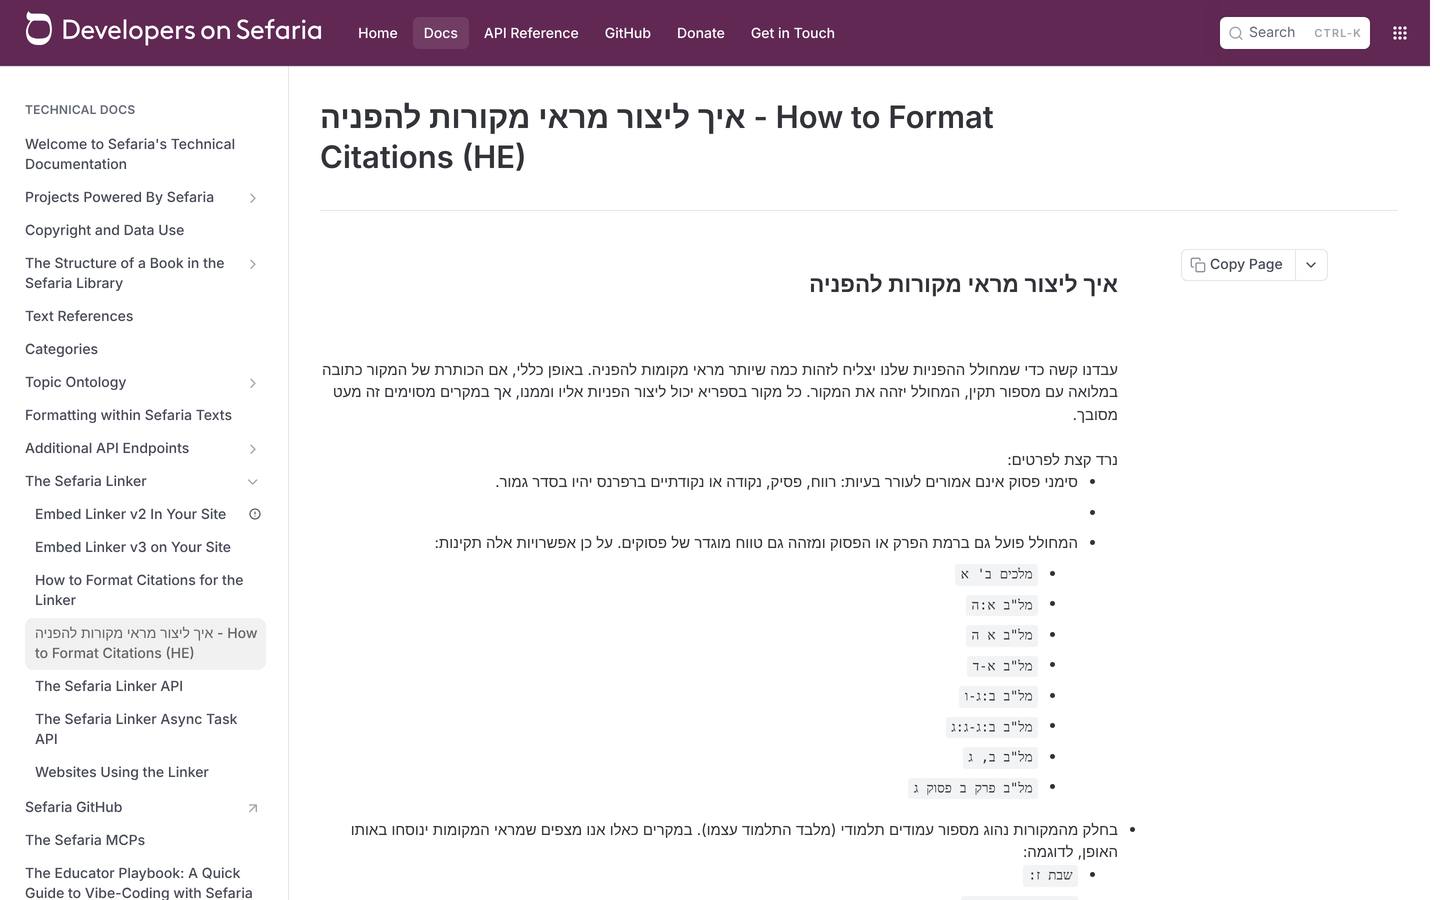 Developers on Sefaria
Home
Docs
API Reference
GitHub
Donate
Get in Touch
Search
CTRL-K
TECHNICAL DOCS
Welcome to Sefaria's Technical
Documentation
Projects Powered By Sefaria
Copyright and Data Use
The Structure of a Book in the
Sefaria Library
Text References
Categories
Topic Ontology
Formatting within Sefaria Texts
Additional API Endpoints
The Sefaria Linker
Embed Linker v2 In Your Site
Embed Linker v3 on Your Site
How to Format Citations for the
Linker
איך ליצור מראי מקורות להפניה - How
to Format Citations (HE)
The Sefaria Linker API
The Sefaria Linker Async Task
API
Websites Using the Linker
Sefaria GitHub
The Sefaria MCPs
The Educator Playbook: A Quick
Guide to Vibe-Coding with Sefaria
איך ליצור מראי מקורות להפניה - How to Format
Citations (HE)
Copy Page
איך ליצור מראי מקורות להפניה
עבדנו קשה כדי שמחולל ההפניות שלנו יצליח לזהות כמה שיותר מראי מקומות להפניה. באופן כללי, אם הכותרת של המקור כתובה
במלואה עם מספור תקין, המחולל יזהה את המקור. כל מקור בספריא יכול ליצור הפניות אליו וממנו, אך במקרים מסוימים זה מעט
מסובך.
נרד קצת לפרטים:
• סימני פסוק אינם אמורים לעורר בעיות: רווח, פסיק, נקודה או נקודתיים ברפרנס יהיו בסדר גמור.
•
• המחולל פועל גם ברמת הפרק או הפסוק ומזהה גם טווח מוגדר של פסוקים. על כן אפשרויות אלה תקינות:
• מלכים ב' א
• מל"ב א:ה
• מל"ב א ה
• מל"ב א-ד
• מל"ב ב:ג-ו
• מל"ב ב:ג-ג:ג
• מל"ב ב, ג
• מל"ב פרק ב פסוק ג
• בחלק מהמקורות נהוג מספור עמודים תלמודי (מלבד התלמוד עצמו). במקרים כאלו אנו מצפים שמראי המקומות ינוסחו באותו
האופן, לדוגמה:
• שבת ז: